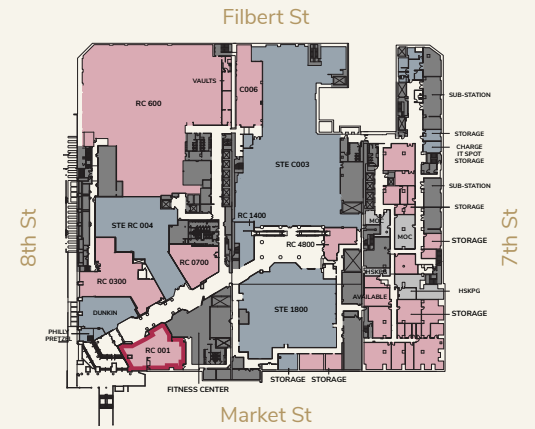 Filbert St
VAULTS
C006
RC 600
SUB-STATION
STORAGE
CHARGE
IT SPOT
STORAGE
STE C003
SUB-STATION
STORAGE
RC 1400
MOC
STE RC 004
MOC
RC 4800
STORAGE
8th St
7th St
RC 0700
HSKPG
RC 0300
HSKPG
AVAILABLE
DUNKIN
STE 1800
STORAGE
PHILLY
PRETZEL
RC 001
FITNESS CENTER
STORAGE
STORAGE
Market St